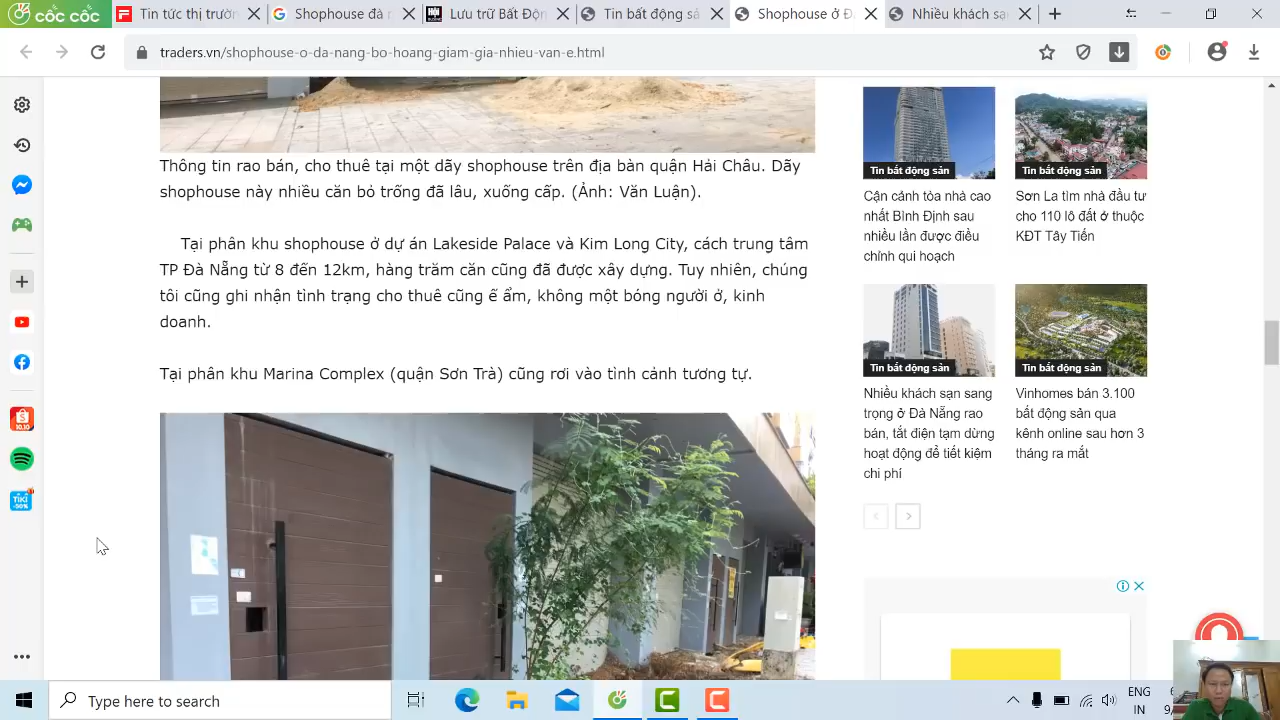 cốc cốc
Tin tức thị trườn
Shophouse đà n
Lưu trữ Bất Độn
Tin bất động sả
Shophouse ở Đ
Nhiều khách sạn
traders.vn/shophouse-o-da-nang-bo-hoang-giam-gia-nhieu-van-e.html
Thông tin rao bán, cho thuê tại một dãy shophouse trên địa bàn quận Hải Châu. Dãy
shophouse này nhiều căn bỏ trống đã lâu, xuống cấp. (Ảnh: Văn Luận).
Tại phân khu shophouse ở dự án Lakeside Palace và Kim Long City, cách trung tâm
TP Đà Nẵng từ 8 đến 12km, hàng trăm căn cũng đã được xây dựng. Tuy nhiên, chúng
tôi cũng ghi nhận tình trạng cho thuê cũng ế ẩm, không một bóng người ở, kinh
doanh.
Tại phân khu Marina Complex (quận Sơn Trà) cũng rơi vào tình cảnh tương tự.
Tin bất động sản
Cận cảnh tòa nhà cao
nhất Bình Định sau
nhiều lần được điều
chỉnh qui hoạch
Tin bất động sản
Sơn La tìm nhà đầu tư
cho 110 lô đất ở thuộc
KĐT Tây Tiến
Tin bất động sản
Nhiều khách sạn sang
trọng ở Đà Nẵng rao
bán, tắt điện tạm dừng
hoạt động để tiết kiệm
chi phí
Tin bất động sản
Vinhomes bán 3.100
bất động sản qua
kênh online sau hơn 3
tháng ra mắt
10.10
TIKI
-50%
Type here to search
ENG
IN